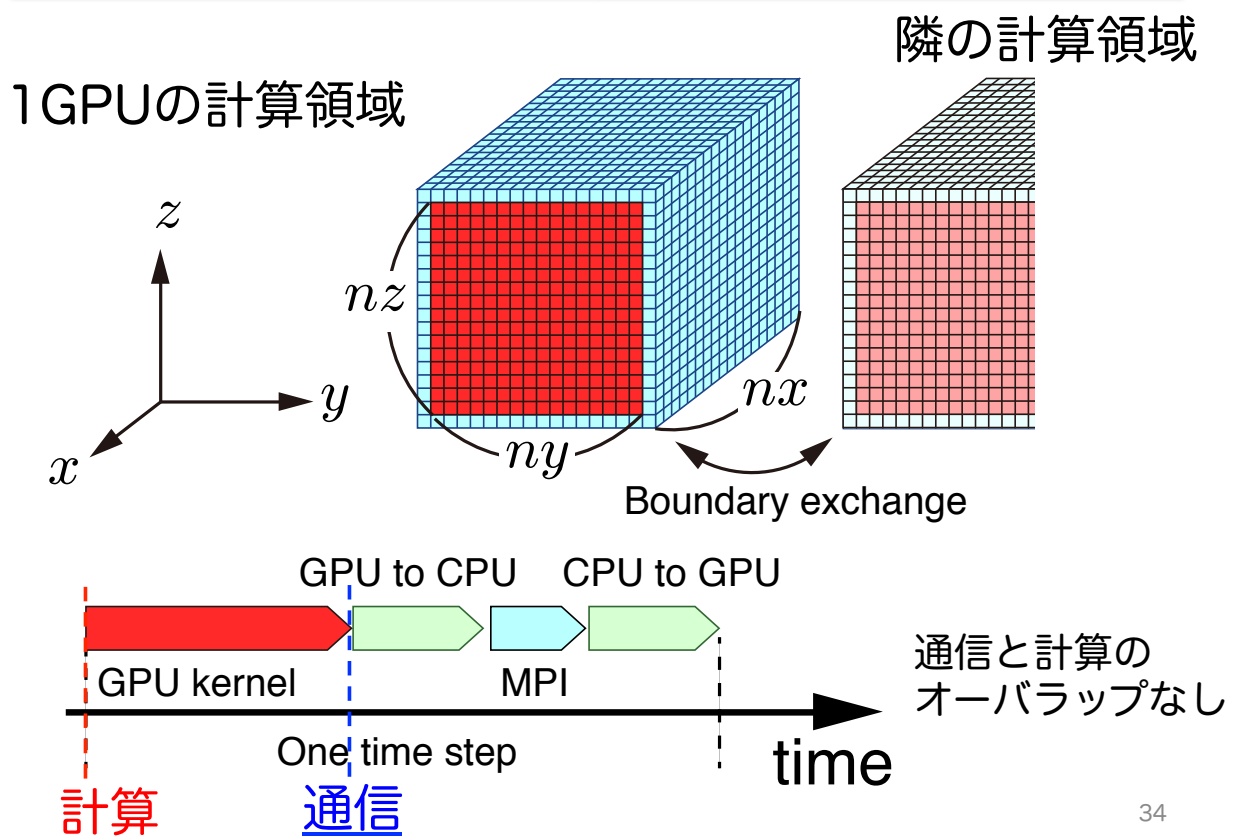 隣の計算領域
1GPUの計算領域
z
y
x
nz
ny
nx
Boundary exchange
GPU to CPU
CPU to GPU
GPU kernel
MPI
通信と計算の
オーバラップなし
One time step
time
計算
通信
34